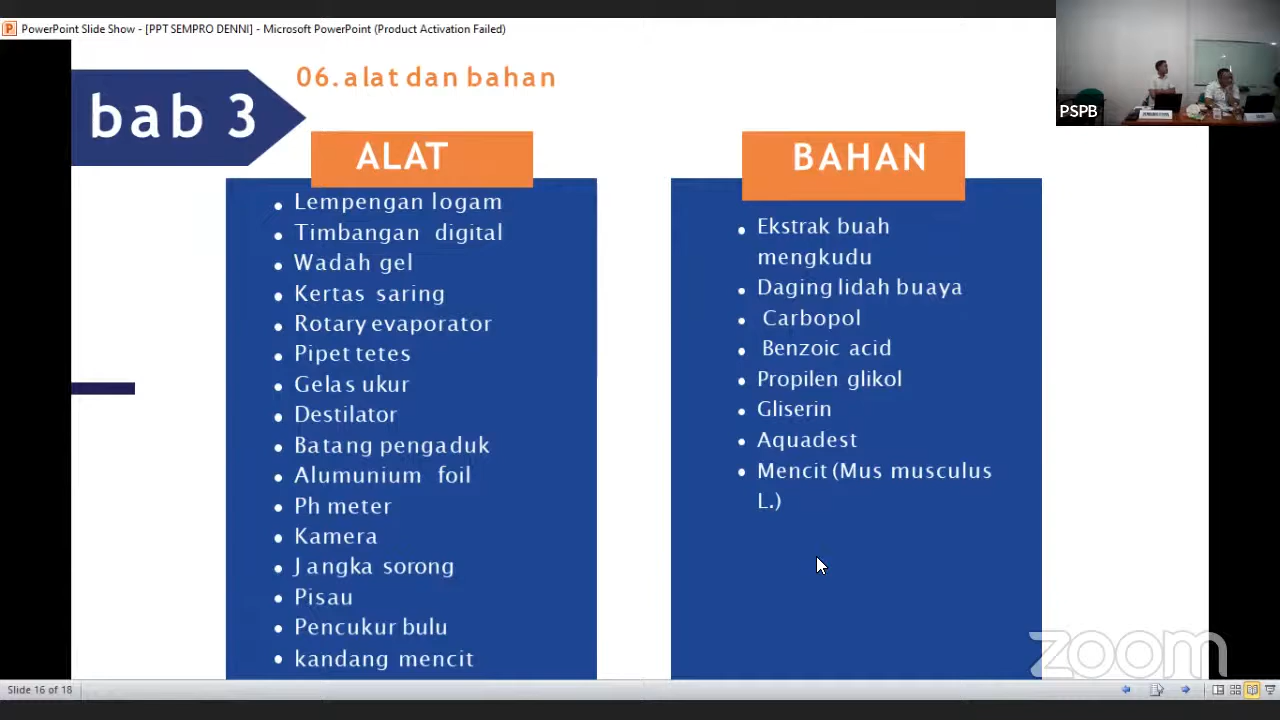 PowerPoint Slide Show - [PPT SEMPRO DENNI] - Microsoft PowerPoint (Product Activation Failed)
PSPB
bab 3
06.alat dan bahan
ALAT
Lempengan logam
Timbangan digital
Wadah gel
Kertas saring
Rotary evaporator
Pipet tetes
Gelas ukur
Destilator
Batang pengaduk
Alumunium foil
Ph meter
Kamera
Jangka sorong
Pisau
Pencukur bulu
kandang mencit
BAHAN
Ekstrak buah
mengkudu
Daging lidah buaya
Carbopol
Benzoic acid
Propilen glikol
Gliserin
Aquadest
Mencit (Mus musculus
L.)
zoom
Slide 16 of 18